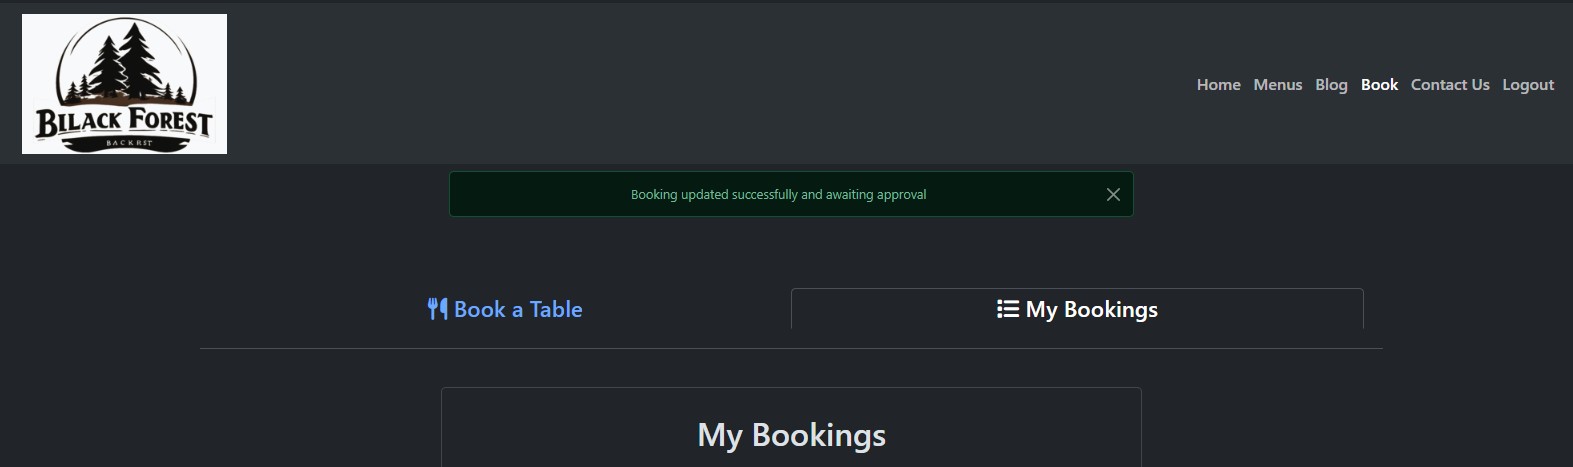 BILACK FOREST
BACKRST
Home Menus Blog Book Contact Us Logout
Booking updated successfully and awaiting approval
Book a Table
My Bookings
My Bookings